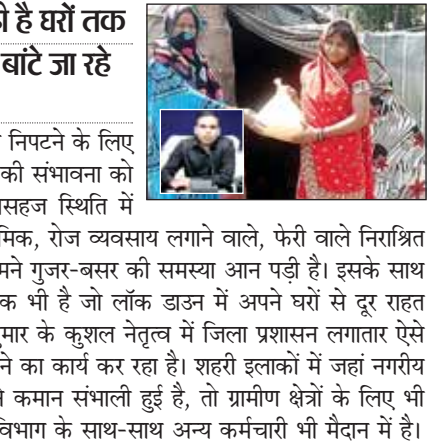 है घरों तक
बांटे जा रहे
निपटने के लिए
की संभावना को
सहज स्थिति में
मिक, रोज व्यवसाय लगाने वाले, फेरी वाले निराश्रित
मने गुजर-बसर की समस्या आन पड़ी है। इसके साथ
क भी है जो लॉक डाउन में अपने घरों से दूर राहत
मार के कुशल नेतृत्व में जिला प्रशासन लगातार ऐसे
ने का कार्य कर रहा है। शहरी इलाकों में जहां नगरीय
कमान संभाली हुई है, तो ग्रामीण क्षेत्रों के लिए भी
विभाग के साथ-साथ अन्य कर्मचारी भी मैदान में है।